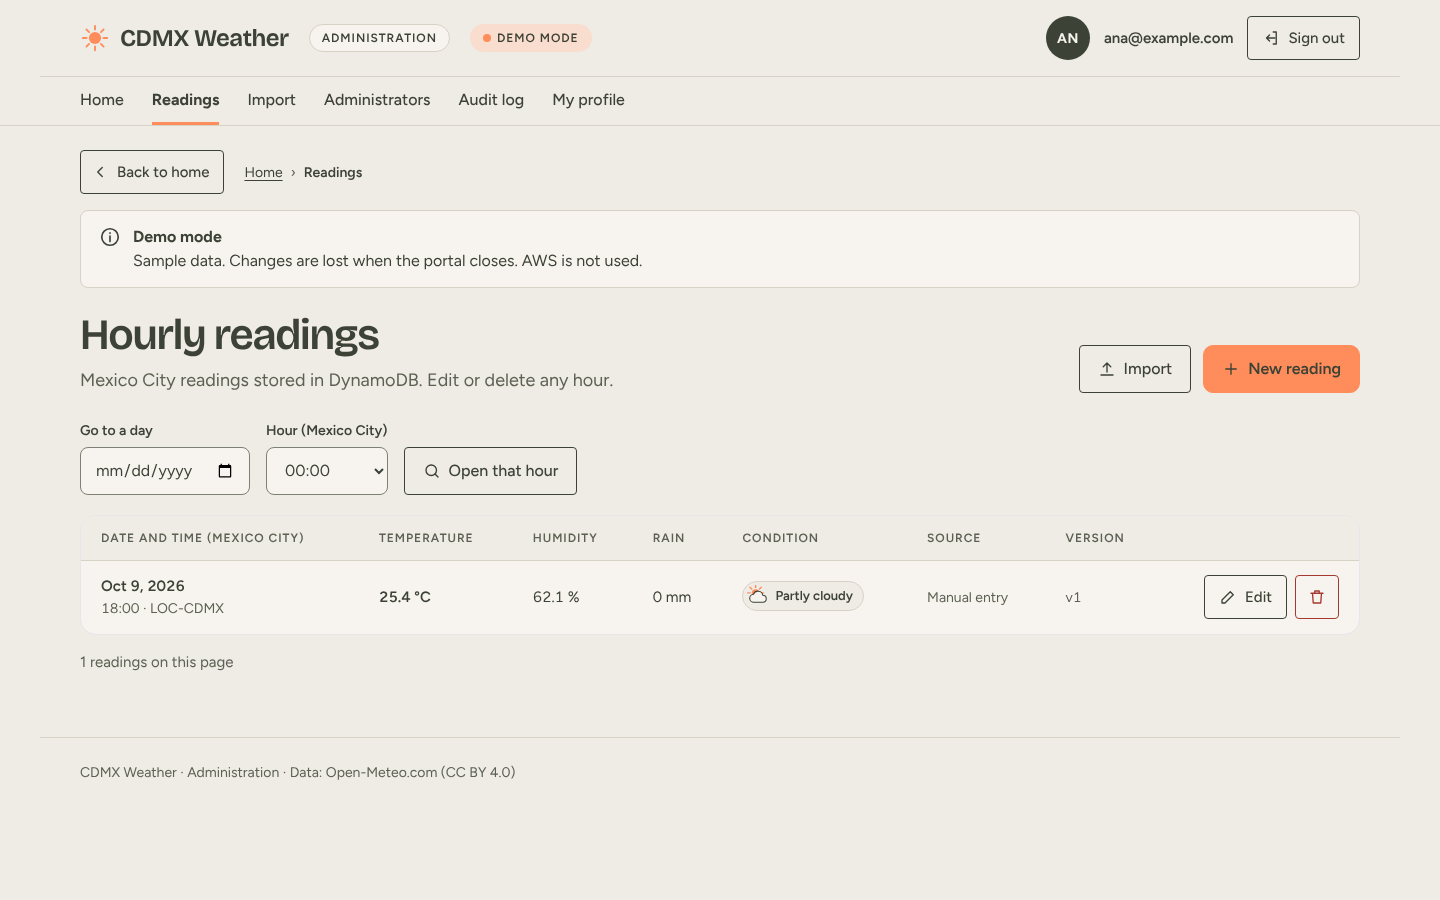 CDMX Weather
ADMINISTRATION
DEMO MODE
AN
ana@example.com
Sign out
Home
Readings
Import
Administrators
Audit log
My profile
Back to home
Home › Readings
Demo mode
Sample data. Changes are lost when the portal closes. AWS is not used.
Hourly readings
Mexico City readings stored in DynamoDB. Edit or delete any hour.
Import
New reading
Go to a day
Hour (Mexico City)
mm/dd/yyyy
00:00
Open that hour
DATE AND TIME (MEXICO CITY)
TEMPERATURE
HUMIDITY
RAIN
CONDITION
SOURCE
VERSION
Oct 9, 2026
18:00 · LOC-CDMX
25.4 °C
62.1 %
0 mm
Partly cloudy
Manual entry
v1
Edit
1 readings on this page
CDMX Weather · Administration · Data: Open-Meteo.com (CC BY 4.0)